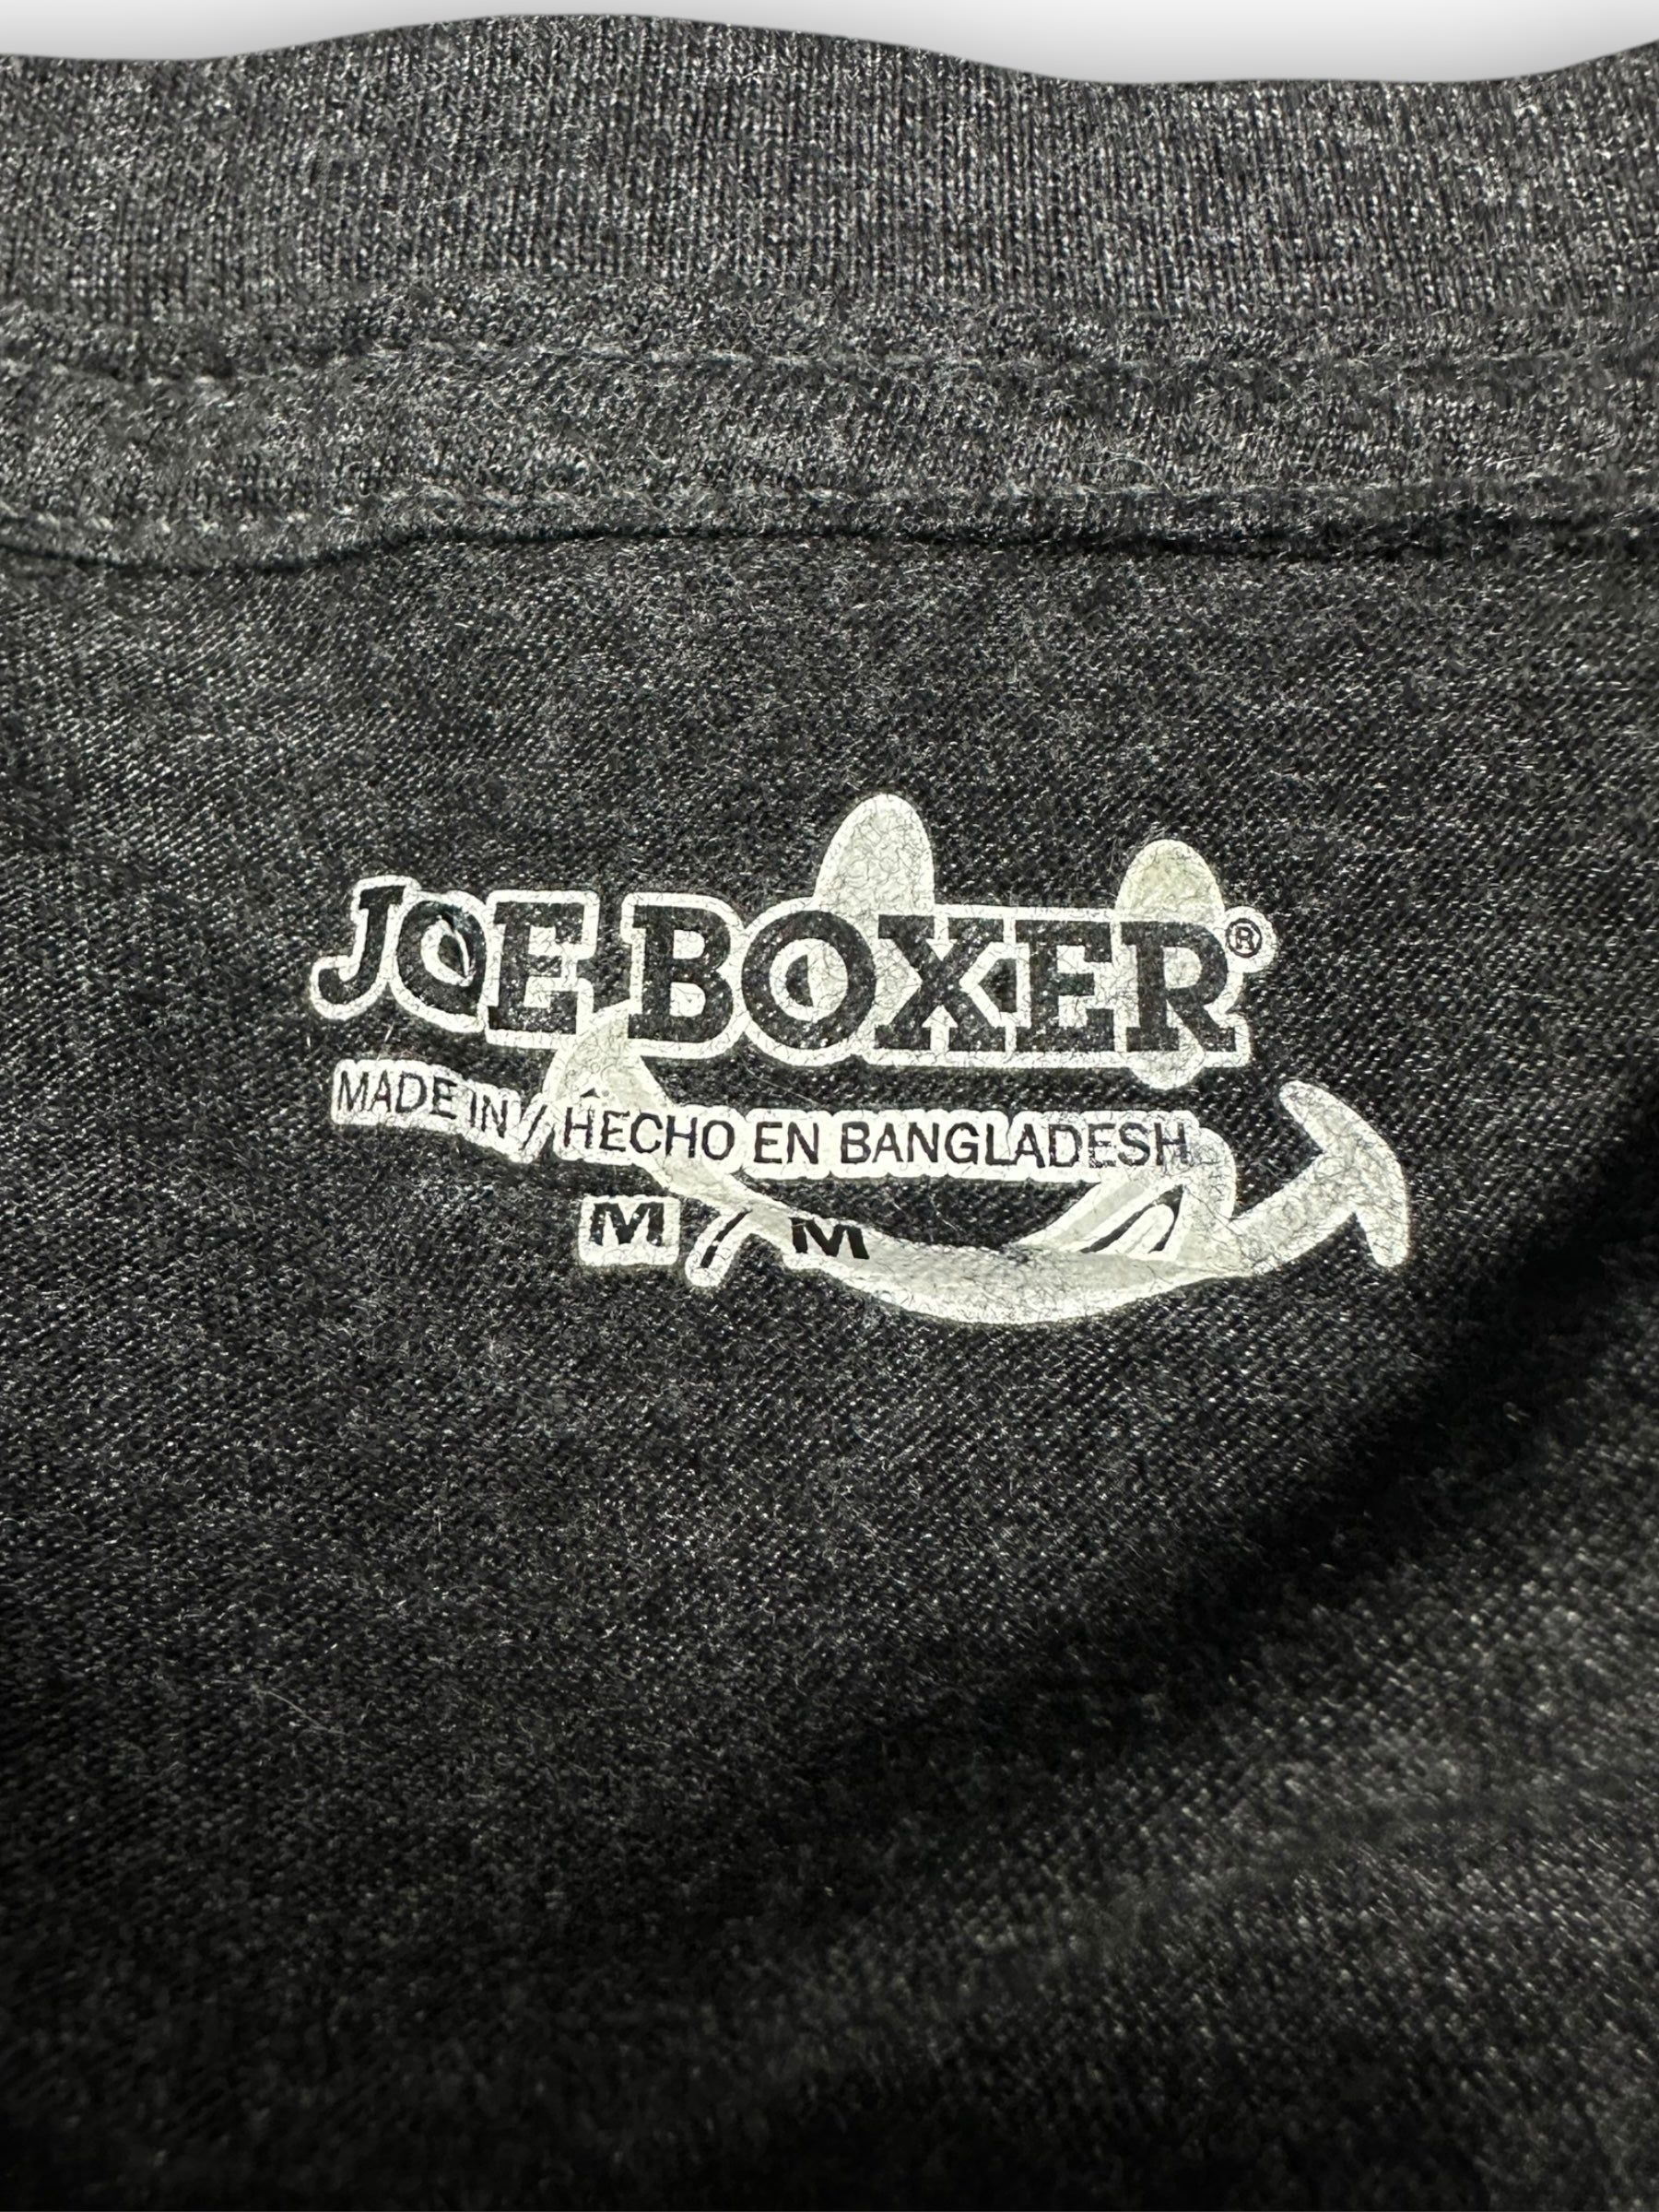 JOE BOXER®
MADE IN / HECHO EN BANGLADESH
M / M